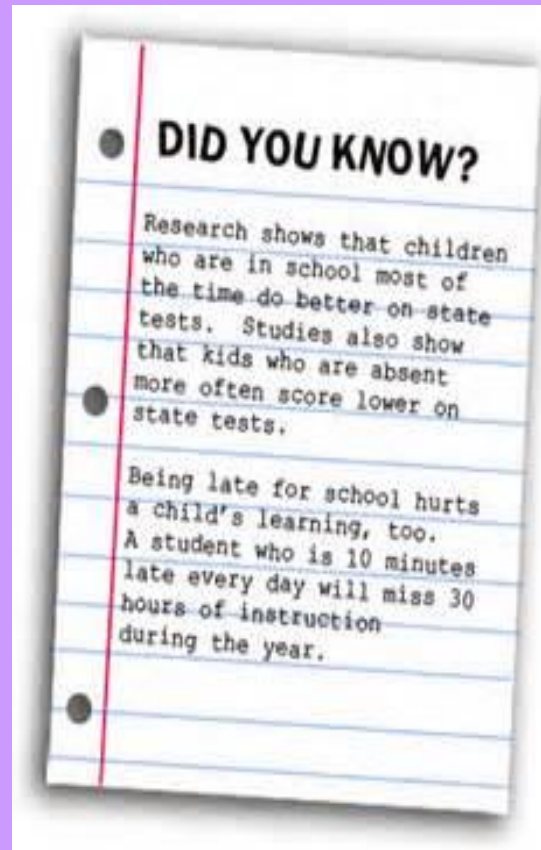 DID YOU KNOW?
Research shows that children
who are in school most of
the time do better on state
tests. Studies also show
that kids who are absent
more often score lower on
state tests.
Being late for school hurts
a child's learning, too.
A student who is 10 minutes
late every day will miss 30
hours of instruction
during the year.